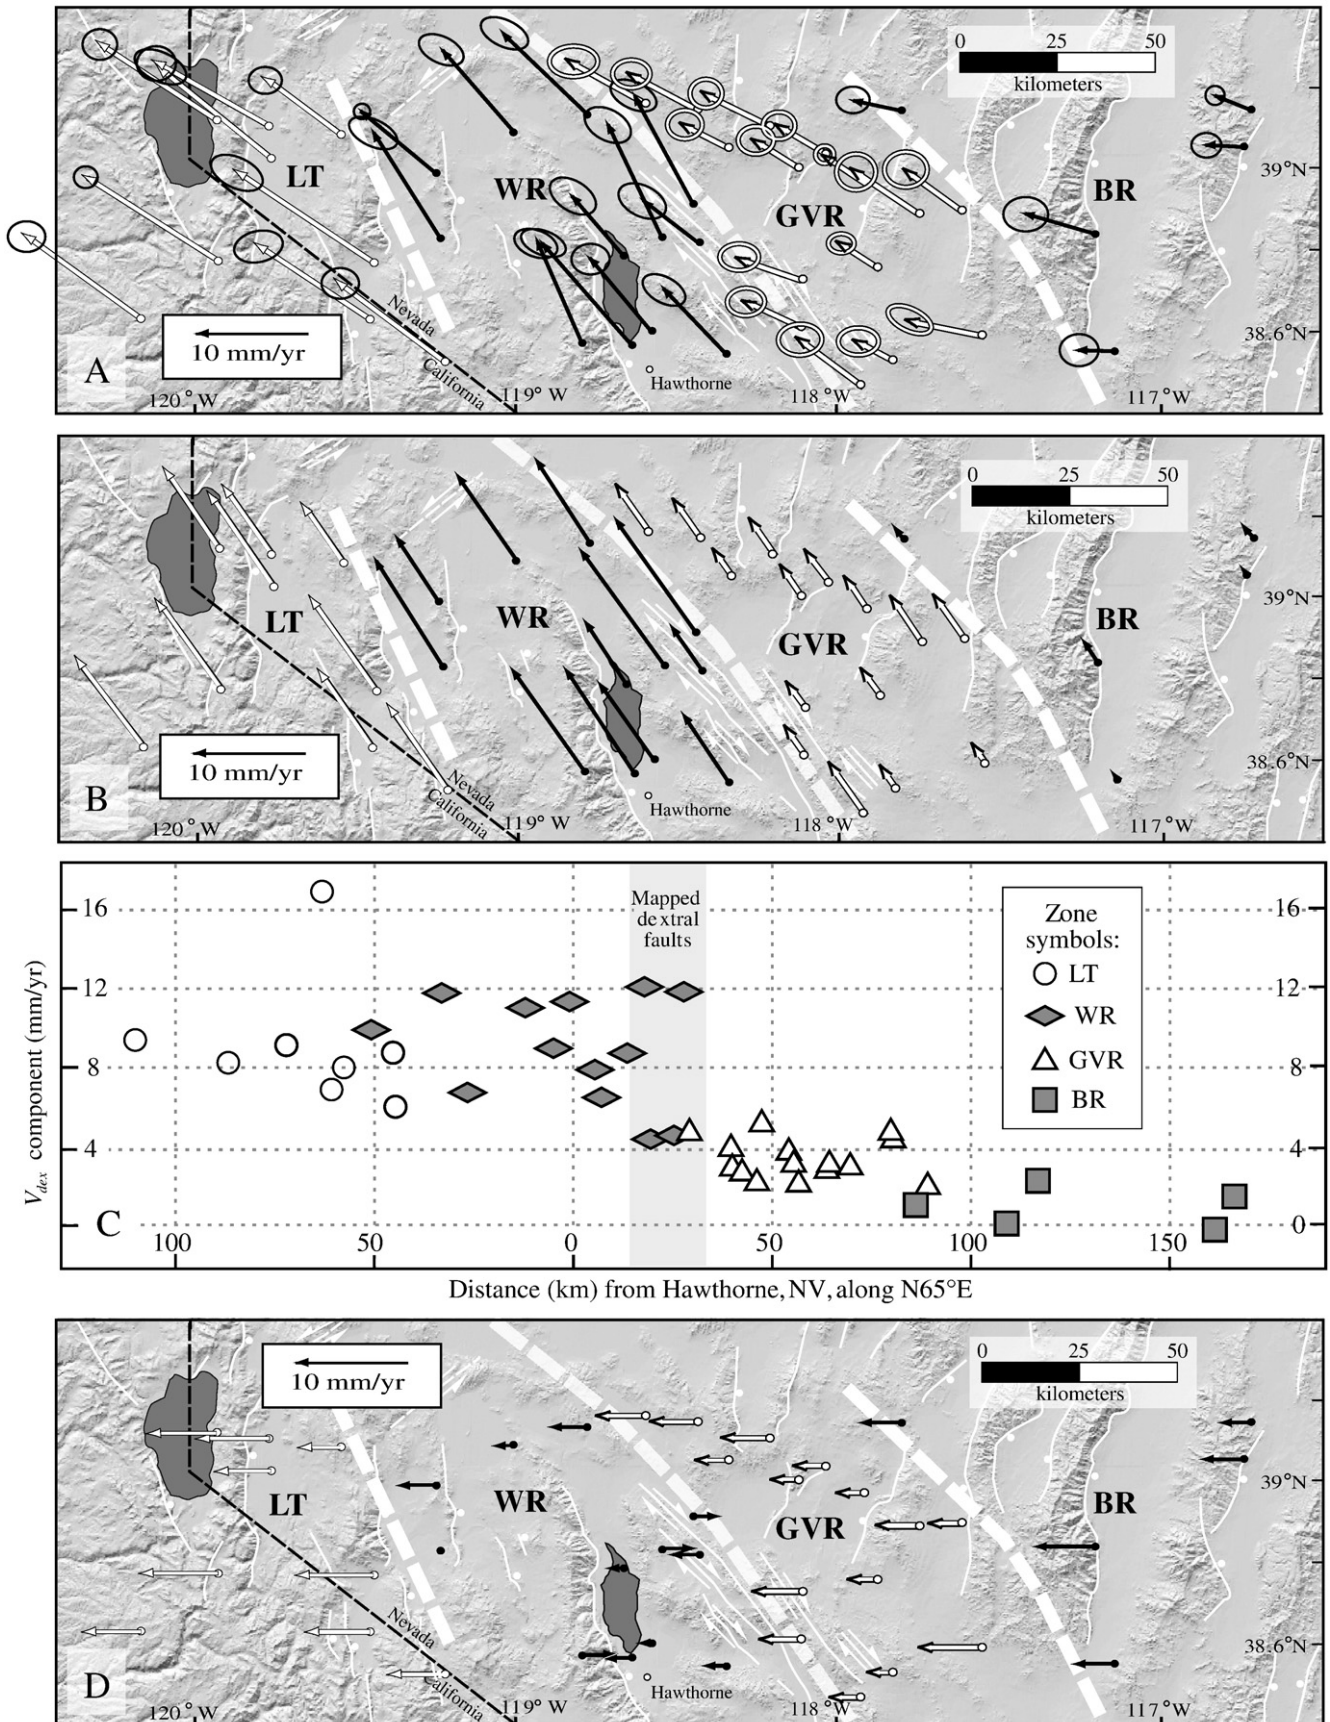 0 25 50
kilometers
LT
WR
GVR
BR
39°N
38.6°N
Nevada
California
10 mm/yr
Hawthorne
A
120° W
119° W
118° W
117°W
0 25 50
kilometers
LT
WR
GVR
BR
39°N
38.6°N
10 mm/yr
Nevada
California
Hawthorne
B
120° W
119° W
118° W
117°W
Mapped
dextral
faults
Zone
symbols:
LT
WR
GVR
BR
16
12
8
4
16
12
8
4
0
Vdex component (mm/yr)
C
100 50 0 50 100 150
Distance (km) from Hawthorne, NV, along N65°E
10 mm/yr
0 25 50
kilometers
LT
WR
GVR
BR
39°N
38.6°N
Nevada
California
Hawthorne
D
120° W
119° W
118° W
117°W